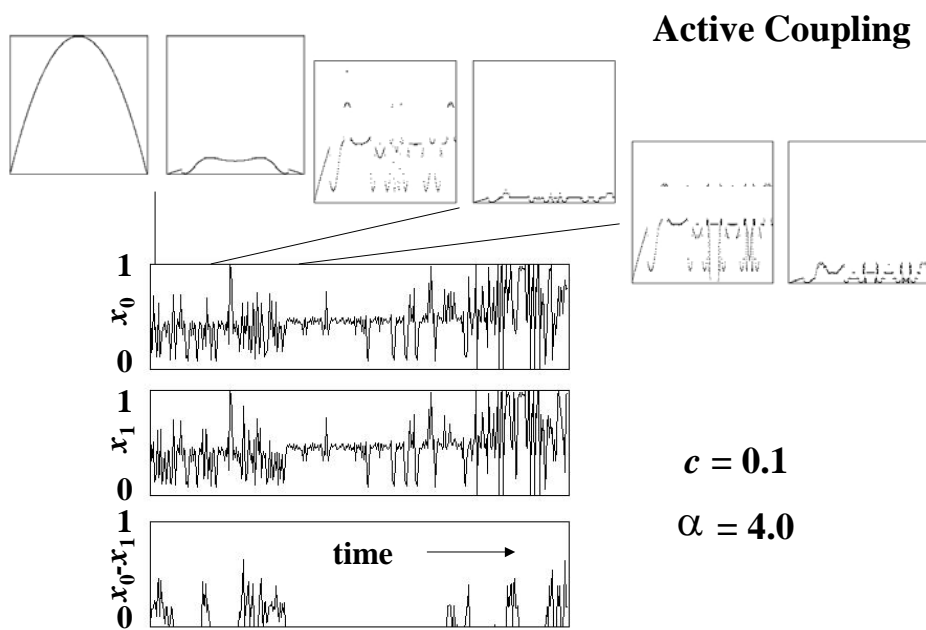 Active Coupling
1
x0
0
1
x1
0
1
x0-x1
0
time
c = 0.1
α = 4.0